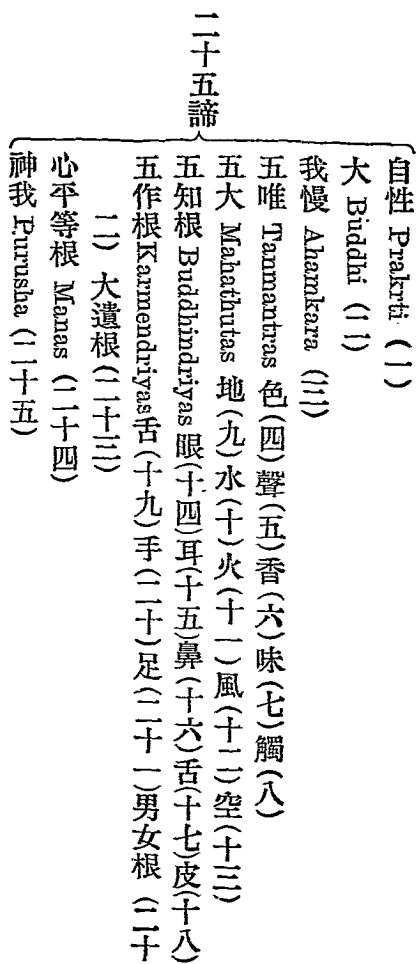 二十五諦
自性 Prakrti (一)
大 Buddhi (二)
我慢 Ahamkara (三)
五唯 Tanmantras 色(四)聲(五)香(六)味(七)觸(八)
五大 Mahathutas 地(九)水(十)火(十一)風(十二)空(十三)
五知根 Buddhindriyas 眼(十四)耳(十五)鼻(十六)舌(十七)皮(十八)
五作根 Karmendriyas 舌(十九)手(二十)足(二十一)男女根(二十
二) 大遺根(二十三)
心平等根 Manas (二十四)
神我 Purusha (二十五)